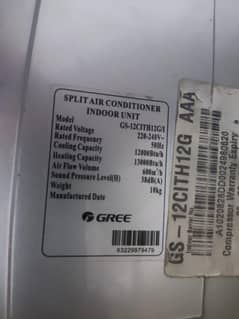 SPLIT AIR CONDITIONER
INDOOR UNIT
Model GS-12CITH12G/I
Rated Voltage 220-240V~
Rated Frequency 50Hz
Cooling Capacity 12000Btu/h
Heating Capacity 13000Btu/h
Air Flow Volume 600m³/h
Sound Pressure Level(H) 38dB(A)
Weight 10kg
Manufactured Date
GREE
63229879479
GS-12CITH12G AAA
Compressor Warranty